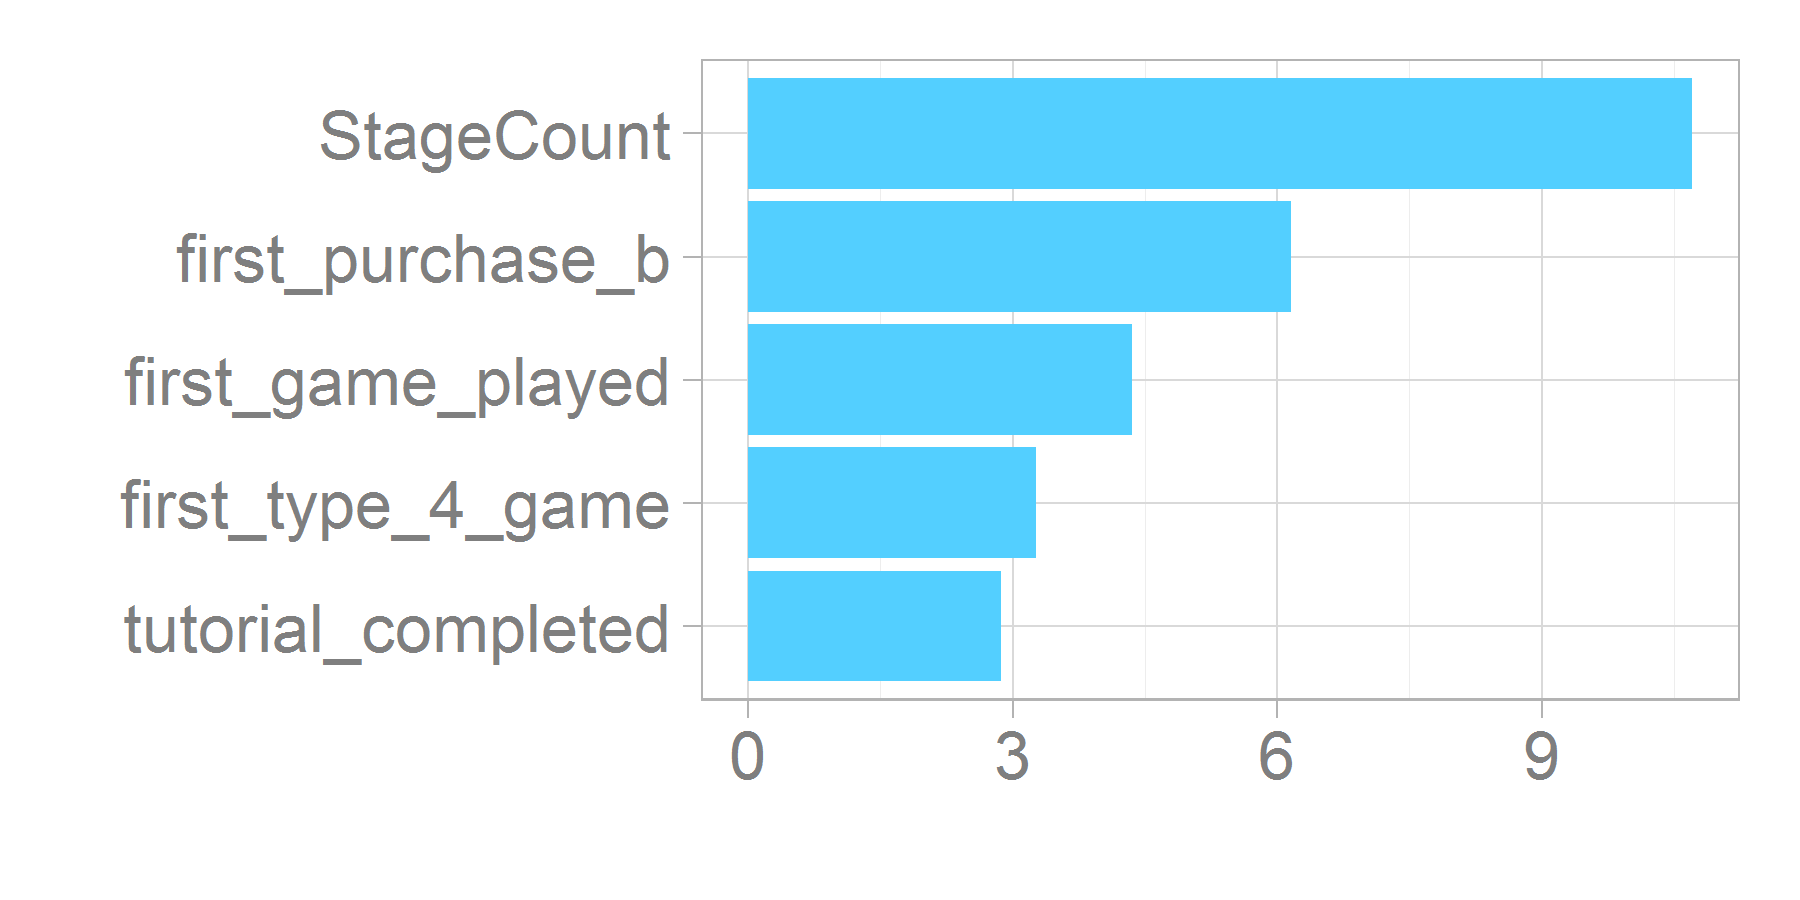 StageCount
first_purchase_b
first_game_played
first_type_4_game
tutorial_completed
0 3 6 9